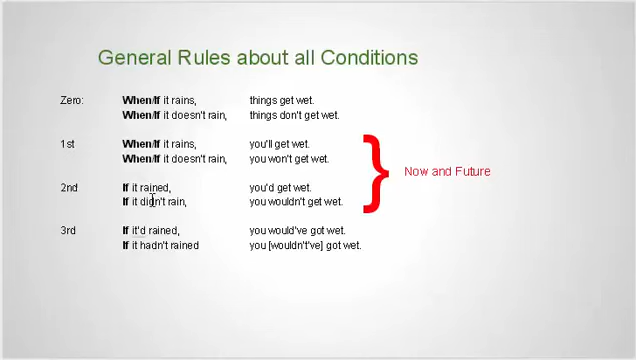 General Rules about all Conditions
Zero: When/If it rains, things get wet.
When/If it doesn't rain, things don't get wet.
1st When/If it rains, you'll get wet.
When/If it doesn't rain, you won't get wet.
Now and Future
2nd If it rained, you'd get wet.
If it didn't rain, you wouldn't get wet.
3rd If it'd rained, you would've got wet.
If it hadn't rained you [wouldn't've] got wet.